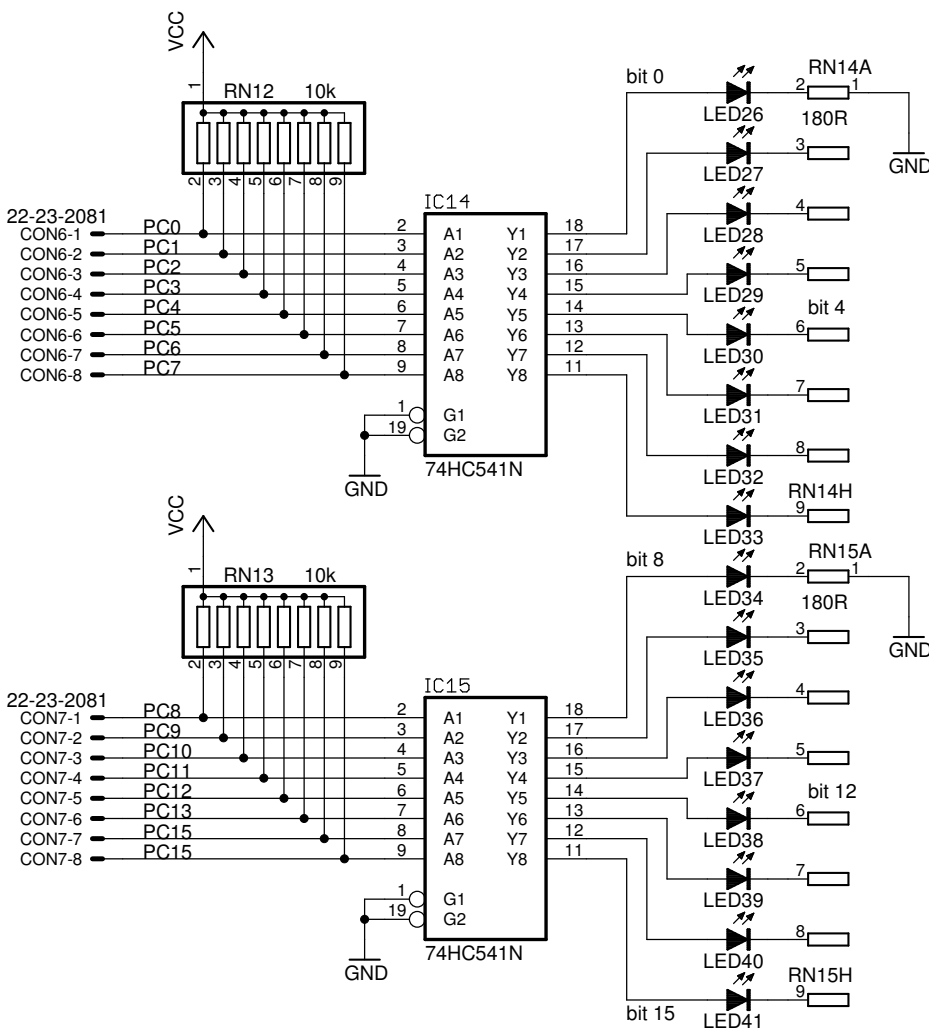 VCC
1
RN12 10k
2 3 4 5 6 7 8 9
22-23-2081
CON6-1 PC0
CON6-2 PC1
CON6-3 PC2
CON6-4 PC3
CON6-5 PC4
CON6-6 PC5
CON6-7 PC6
CON6-8 PC7
IC14
2 A1 Y1 18
3 A2 Y2 17
4 A3 Y3 16
5 A4 Y4 15
6 A5 Y5 14
7 A6 Y6 13
8 A7 Y7 12
9 A8 Y8 11
1 G1
19 G2
74HC541N
GND
bit 0
LED26 2 RN14A 1
180R
GND
LED27 3
LED28 4
LED29 5
bit 4
LED30 6
LED31 7
LED32 8
RN14H
LED33 9
VCC
1
RN13 10k
2 3 4 5 6 7 8 9
22-23-2081
CON7-1 PC8
CON7-2 PC9
CON7-3 PC10
CON7-4 PC11
CON7-5 PC12
CON7-6 PC13
CON7-7 PC15
CON7-8 PC15
IC15
2 A1 Y1 18
3 A2 Y2 17
4 A3 Y3 16
5 A4 Y4 15
6 A5 Y5 14
7 A6 Y6 13
8 A7 Y7 12
9 A8 Y8 11
1 G1
19 G2
74HC541N
GND
bit 8
LED34 2 RN15A 1
180R
GND
LED35 3
LED36 4
LED37 5
bit 12
LED38 6
LED39 7
LED40 8
RN15H
bit 15 LED41 9